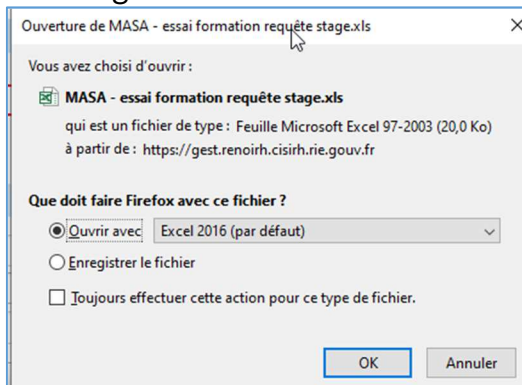 Ouverture de MASA - essai formation requête stage.xls
Vous avez choisi d'ouvrir :
MASA - essai formation requête stage.xls
qui est un fichier de type : Feuille Microsoft Excel 97-2003 (20,0 Ko)
à partir de : https://gest.renoirh.cisirh.rie.gouv.fr
Que doit faire Firefox avec ce fichier ?
Ouvrir avec Excel 2016 (par défaut)
Enregistrer le fichier
Toujours effectuer cette action pour ce type de fichier.
OK Annuler